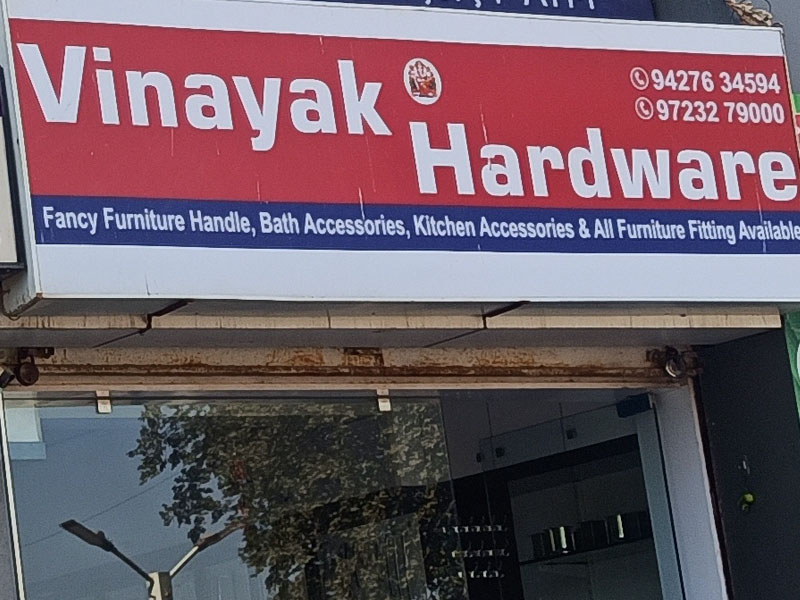 Vinayak
Hardware
94276 34594
97232 79000
Fancy Furniture Handle, Bath Accessories, Kitchen Accessories & All Furniture Fitting Available